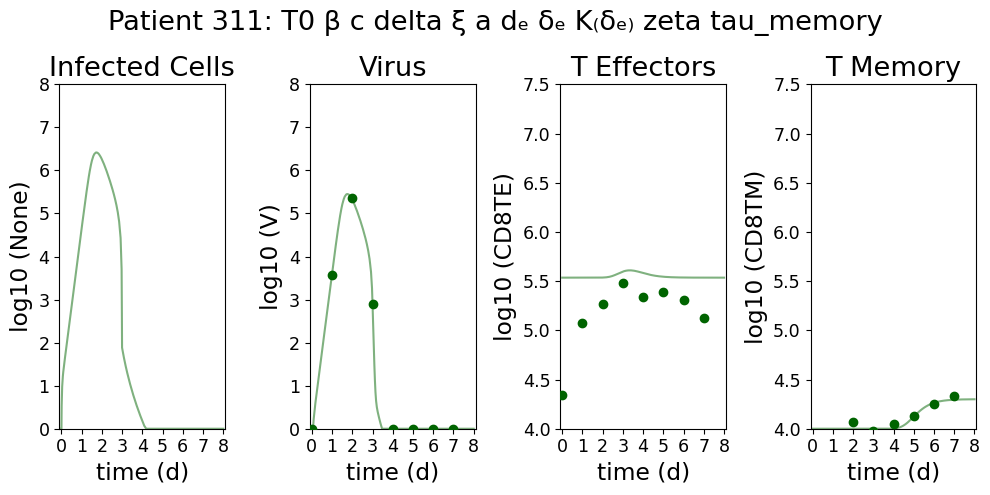 Patient 311: T0 β c delta ξ a dₑ δₑ K₍δₑ₎ zeta tau_memory
Infected Cells
Virus
T Effectors
T Memory
log10 (None)
8
7
6
5
4
3
2
1
0
0 1 2 3 4 5 6 7 8
time (d)
log10 (V)
8
7
6
5
4
3
2
1
0
0 1 2 3 4 5 6 7 8
time (d)
log10 (CD8TE)
7.5
7.0
6.5
6.0
5.5
5.0
4.5
4.0
0 1 2 3 4 5 6 7 8
time (d)
log10 (CD8TM)
7.5
7.0
6.5
6.0
5.5
5.0
4.5
4.0
0 1 2 3 4 5 6 7 8
time (d)